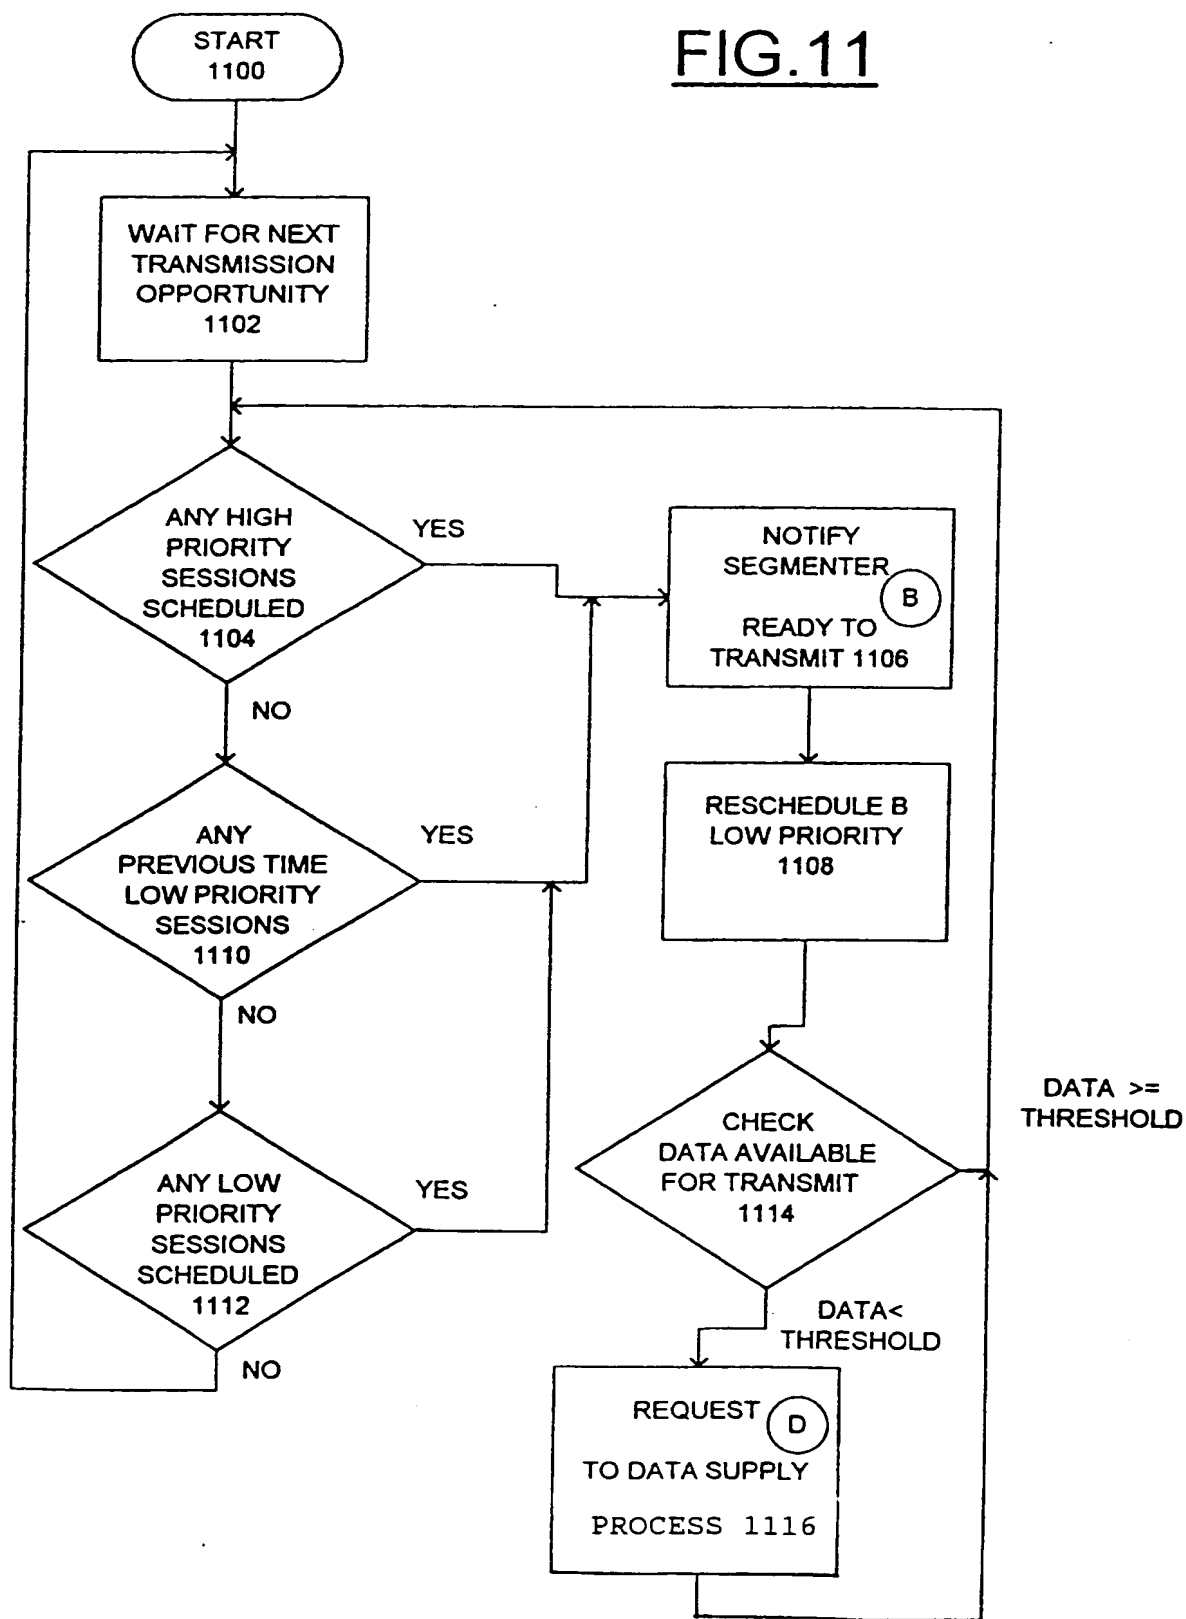 FIG.11
START
1100
WAIT FOR NEXT
TRANSMISSION
OPPORTUNITY
1102
ANY HIGH
PRIORITY
SESSIONS
SCHEDULED
1104
YES
NO
NOTIFY
SEGMENTER
B
READY TO
TRANSMIT 1106
RESCHEDULE B
LOW PRIORITY
1108
ANY
PREVIOUS TIME
LOW PRIORITY
SESSIONS
1110
YES
NO
ANY LOW
PRIORITY
SESSIONS
SCHEDULED
1112
YES
NO
CHECK
DATA AVAILABLE
FOR TRANSMIT
1114
DATA >=
THRESHOLD
DATA<
THRESHOLD
REQUEST
D
TO DATA SUPPLY
PROCESS 1116